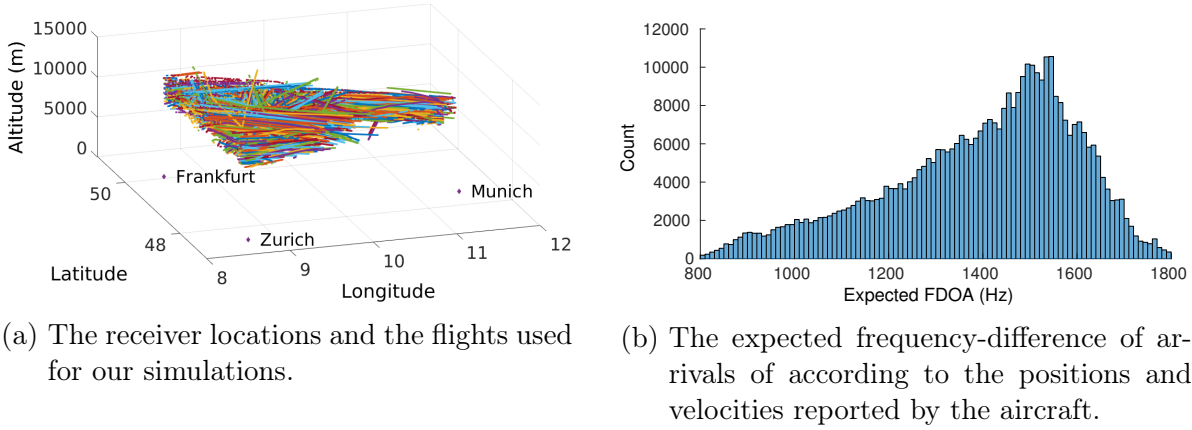 15000
10000
5000
0
Altitude (m)
50
48
Latitude
8
9
10
11
12
Longitude
Frankfurt
Munich
Zurich
(a) The receiver locations and the flights used
for our simulations.
12000
10000
8000
6000
4000
2000
0
Count
800
1000
1200
1400
1600
1800
Expected FDOA (Hz)
(b) The expected frequency-difference of ar-
rivals of according to the positions and
velocities reported by the aircraft.